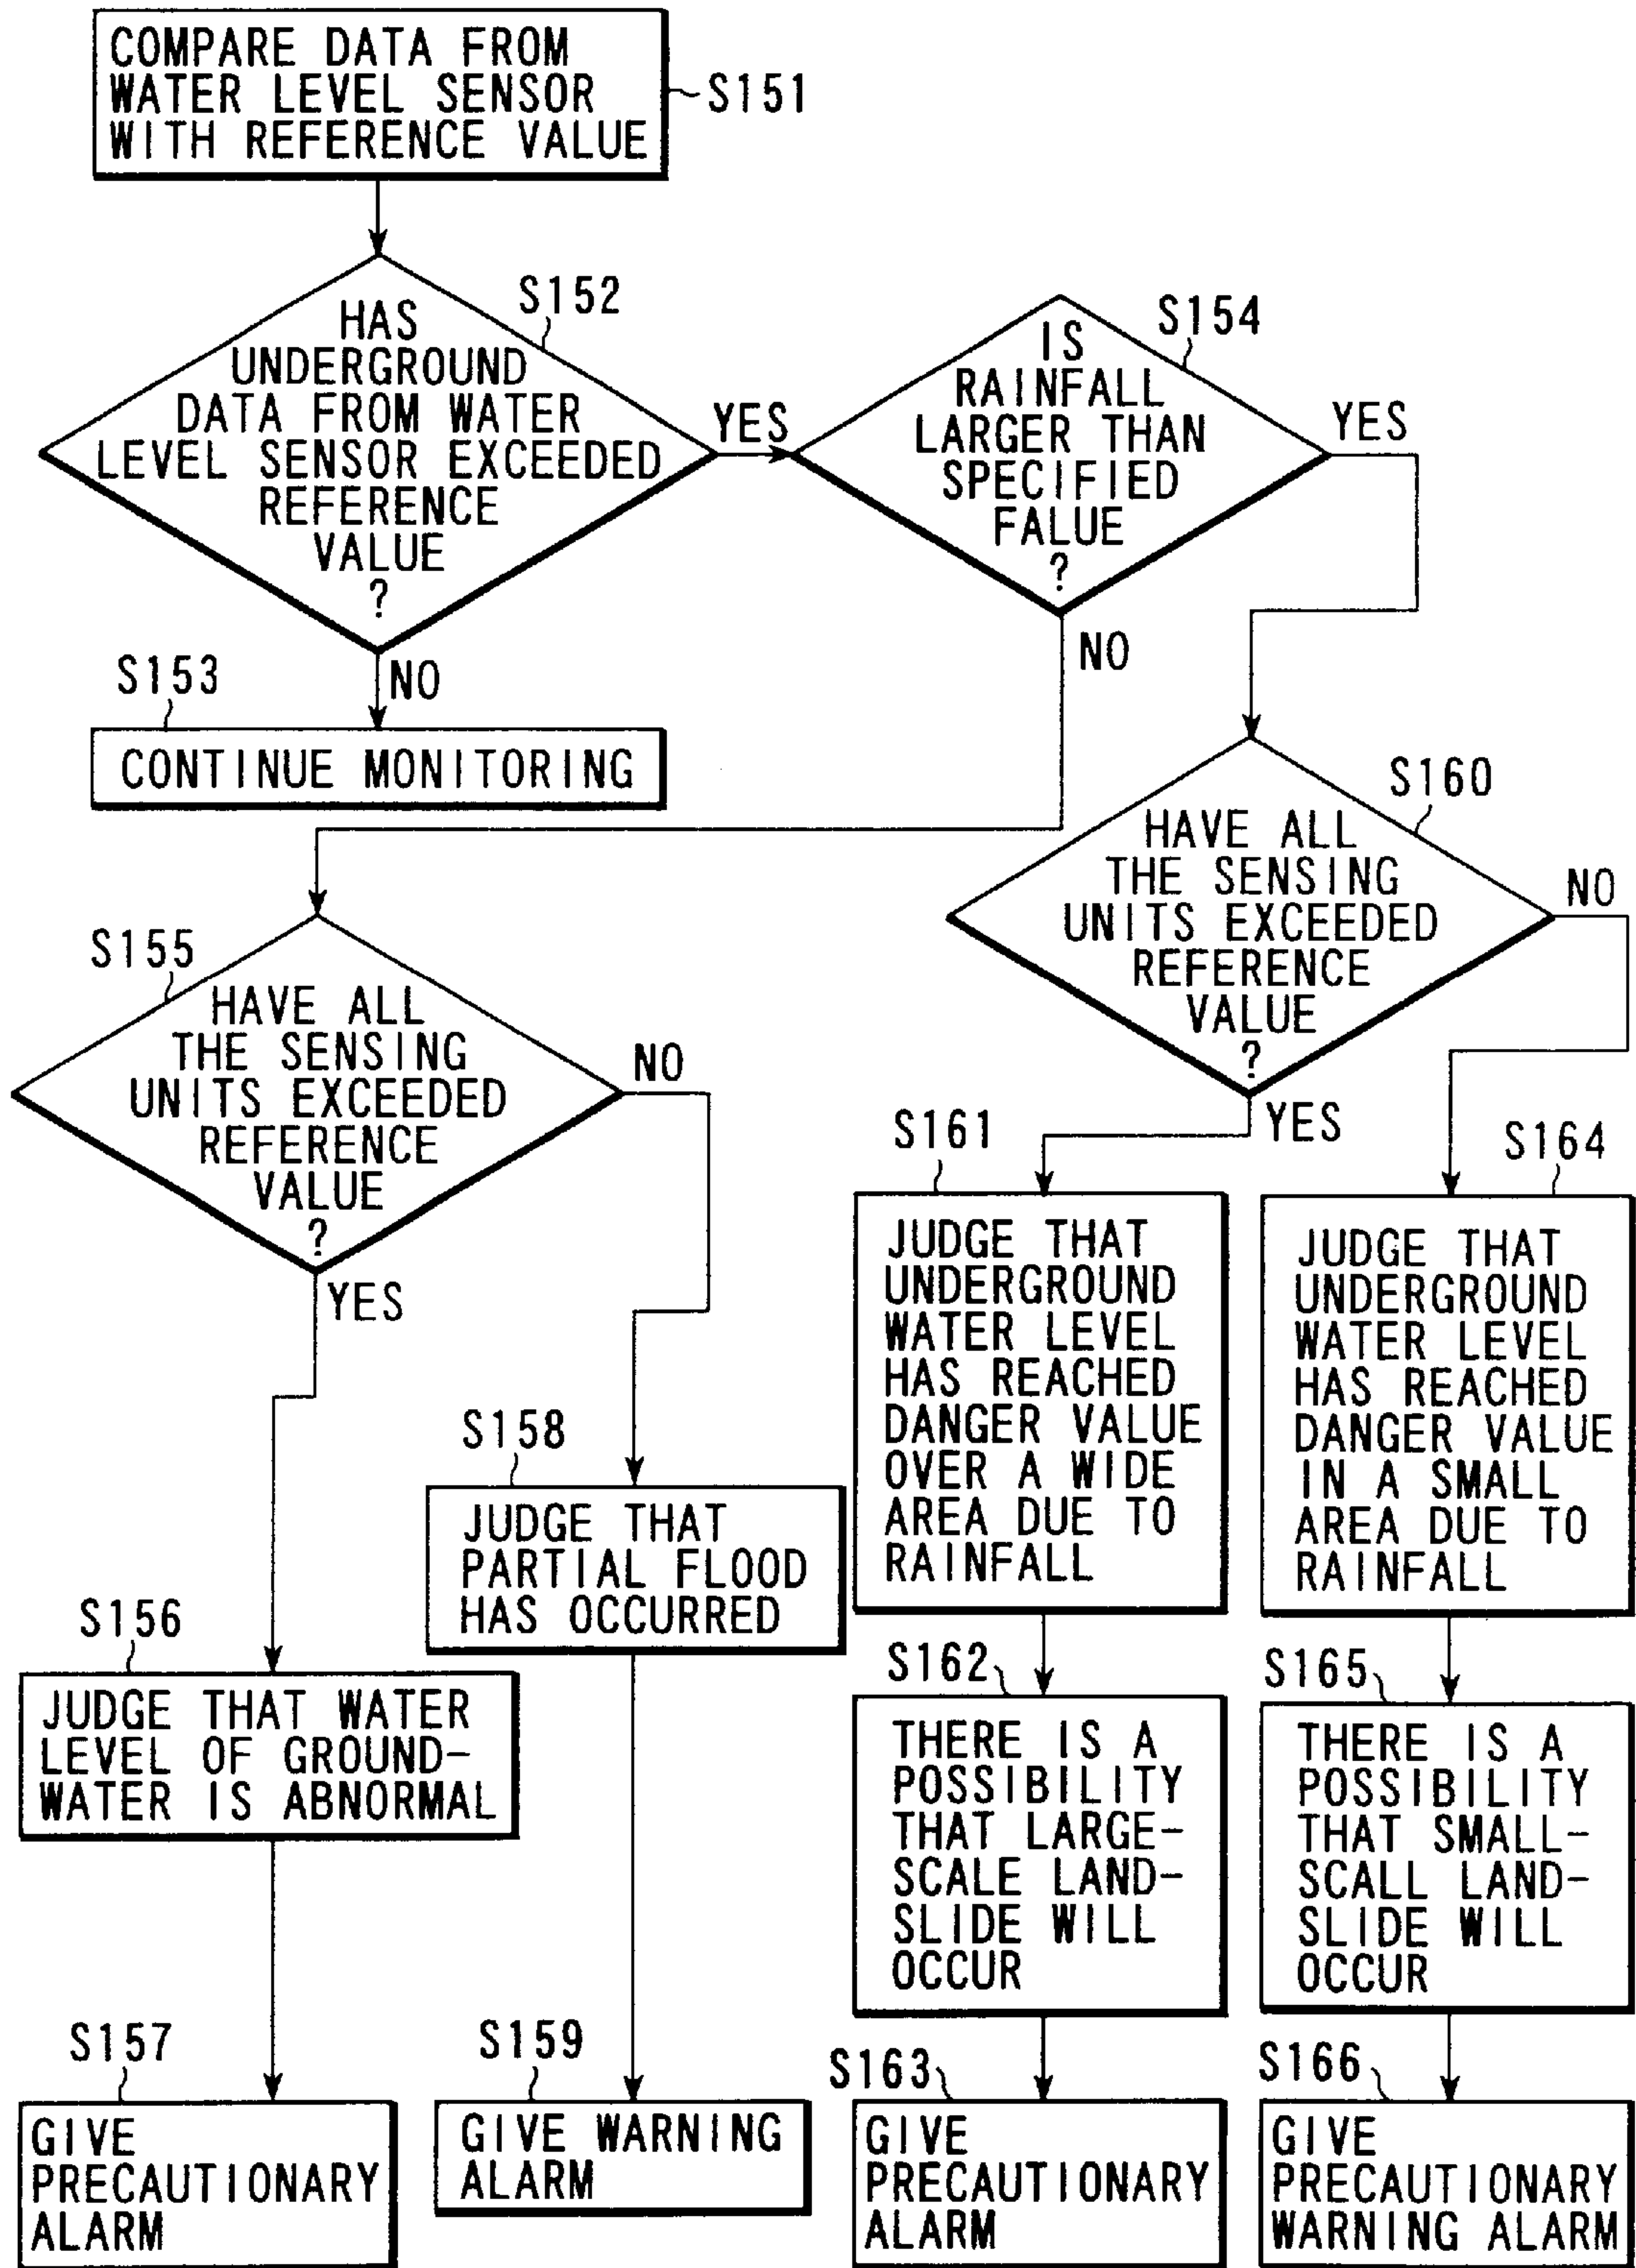 COMPARE DATA FROM
WATER LEVEL SENSOR
WITH REFERENCE VALUE
S151
HAS
UNDERGROUND
DATA FROM WATER
LEVEL SENSOR EXCEEDED
REFERENCE
VALUE
?
S152
YES
NO
IS
RAINFALL
LARGER THAN
SPECIFIED
FALUE
?
S154
YES
NO
S153
CONTINUE MONITORING
S160
HAVE ALL
THE SENSING
UNITS EXCEEDED
REFERENCE
VALUE
?
NO
YES
S155
HAVE ALL
THE SENSING
UNITS EXCEEDED
REFERENCE
VALUE
?
NO
YES
S161
JUDGE THAT
UNDERGROUND
WATER LEVEL
HAS REACHED
DANGER VALUE
OVER A WIDE
AREA DUE TO
RAINFALL
S164
JUDGE THAT
UNDERGROUND
WATER LEVEL
HAS REACHED
DANGER VALUE
IN A SMALL
AREA DUE TO
RAINFALL
S158
JUDGE THAT
PARTIAL FLOOD
HAS OCCURRED
S156
JUDGE THAT WATER
LEVEL OF GROUND-
WATER IS ABNORMAL
S162
THERE IS A
POSSIBILITY
THAT LARGE-
SCALE LAND-
SLIDE WILL
OCCUR
S165
THERE IS A
POSSIBILITY
THAT SMALL-
SCALL LAND-
SLIDE WILL
OCCUR
S157
GIVE
PRECAUTIONARY
ALARM
S159
GIVE WARNING
ALARM
S163
GIVE
PRECAUTIONARY
ALARM
S166
GIVE
PRECAUTIONARY
WARNING ALARM